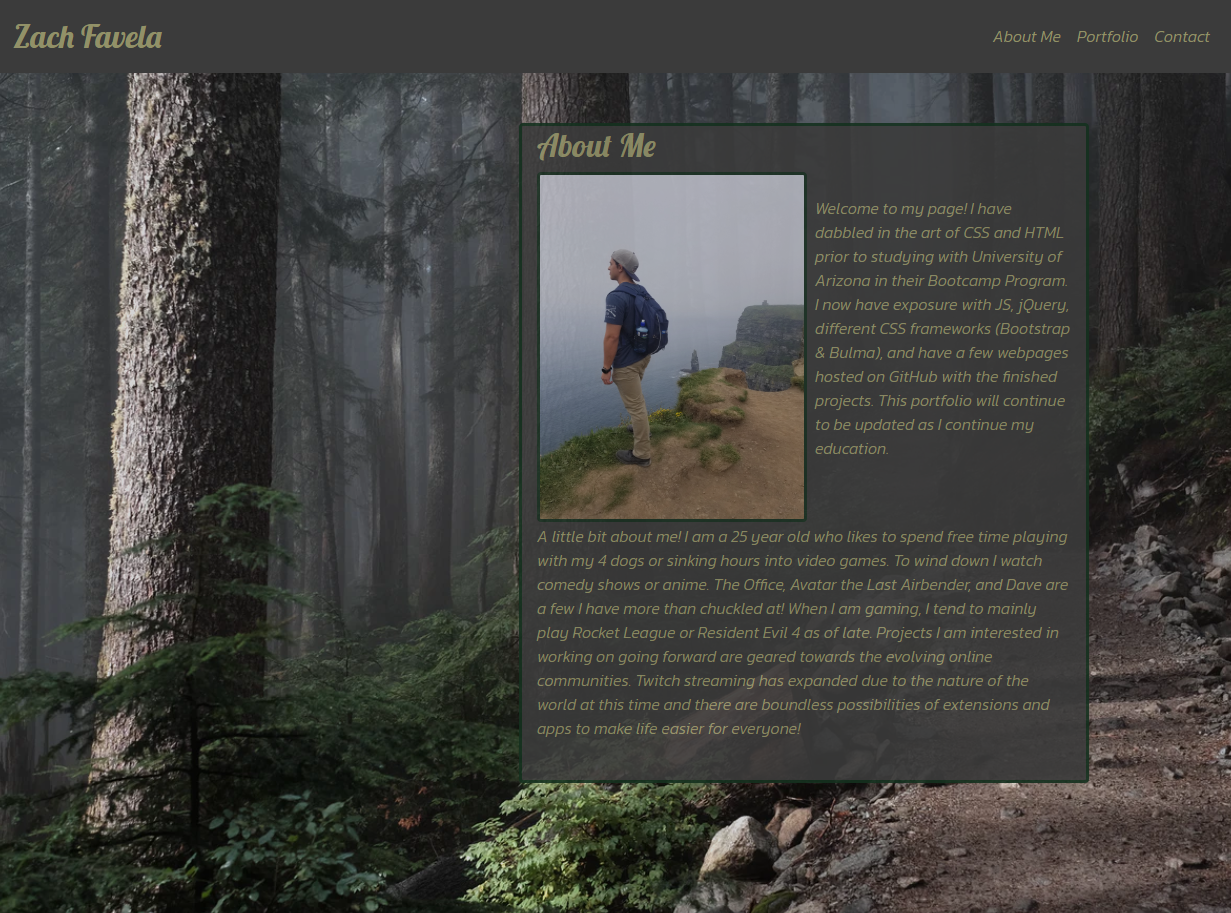 Zach Favela
About Me Portfolio Contact
About Me
Welcome to my page! I have
dabbled in the art of CSS and HTML
prior to studying with University of
Arizona in their Bootcamp Program.
I now have exposure with JS, jQuery,
different CSS frameworks (Bootstrap
& Bulma), and have a few webpages
hosted on GitHub with the finished
projects. This portfolio will continue
to be updated as I continue my
education.
A little bit about me! I am a 25 year old who likes to spend free time playing
with my 4 dogs or sinking hours into video games. To wind down I watch
comedy shows or anime. The Office, Avatar the Last Airbender, and Dave are
a few I have more than chuckled at! When I am gaming, I tend to mainly
play Rocket League or Resident Evil 4 as of late. Projects I am interested in
working on going forward are geared towards the evolving online
communities. Twitch streaming has expanded due to the nature of the
world at this time and there are boundless possibilities of extensions and
apps to make life easier for everyone!